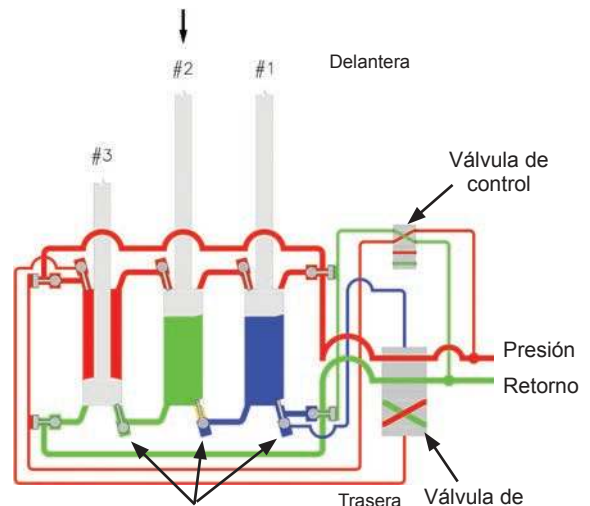 #2
#1
Delantera
#3
Válvula de
control
Presión
Retorno
Trasera
Válvula de